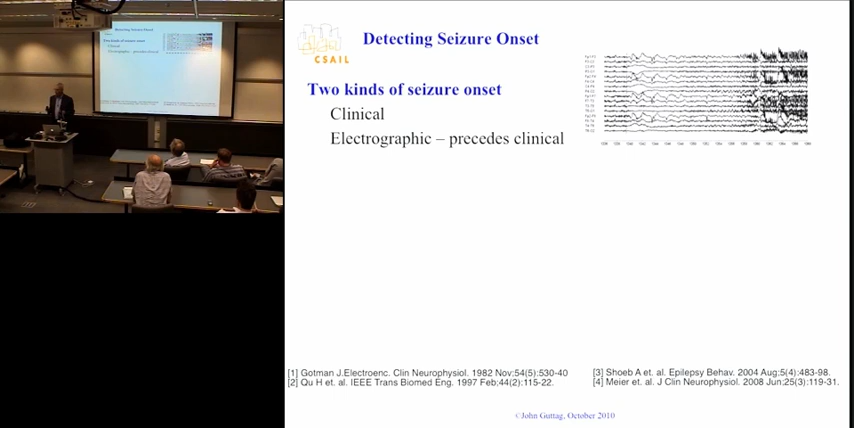 CSAIL
Detecting Seizure Onset
Two kinds of seizure onset
Clinical
Electrographic – precedes clinical
[1] Gotman J.Electroenc. Clin Neurophysiol. 1982 Nov;54(5):530-40
[2] Qu H et. al. IEEE Trans Biomed Eng. 1997 Feb;44(2):115-22.
[3] Shoeb A et. al. Epilepsy Behav. 2004 Aug;5(4):483-98.
[4] Meier et. al. J Clin Neurophysiol. 2008 Jun;25(3):119-31.
©John Guttag, October 2010